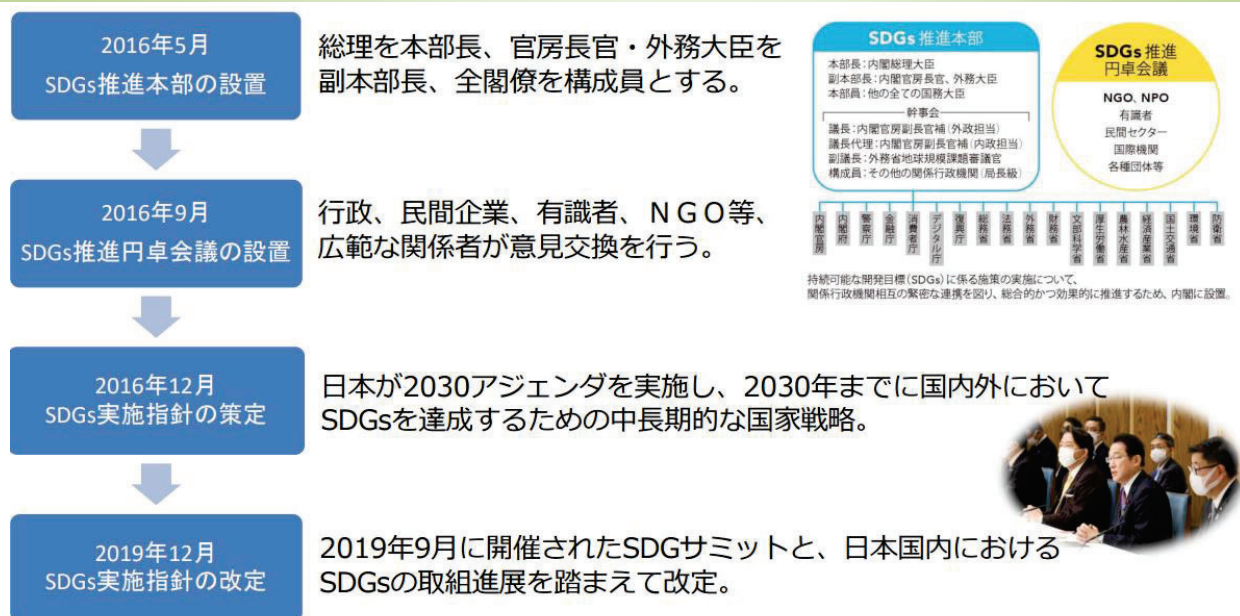 2016年5月
SDGs推進本部の設置
総理を本部長、官房長官・外務大臣を
副本部長、全閣僚を構成員とする。
2016年9月
SDGs推進円卓会議の設置
行政、民間企業、有識者、ＮＧＯ等、
広範な関係者が意見交換を行う。
2016年12月
SDGs実施指針の策定
日本が2030アジェンダを実施し、2030年までに国内外において
SDGsを達成するための中長期的な国家戦略。
2019年12月
SDGs実施指針の改定
2019年9月に開催されたSDGサミットと、日本国内における
SDGsの取組進展を踏まえて改定。
SDGs推進本部
本部長：内閣総理大臣
副本部長：内閣官房長官、外務大臣
本部員：他の全ての国務大臣
幹事会
議長：内閣官房副長官補（外政担当）
議長代理：内閣官房副長官補（内政担当）
副議長：外務省地球規模課題審議官
構成員：その他の関係行政機関（局長級）
SDGs推進
円卓会議
NGO、NPO
有識者
民間セクター
国際機関
各種団体等
内閣官房
内閣府
警察庁
金融庁
消費者庁
デジタル庁
復興庁
総務省
法務省
外務省
財務省
文部科学省
厚生労働省
農林水産省
経済産業省
国土交通省
環境省
防衛省
持続可能な開発目標（SDGs）に係る施策の実施について、
関係行政機関相互の緊密な連携を図り、総合的かつ効果的に推進するため、内閣に設置。